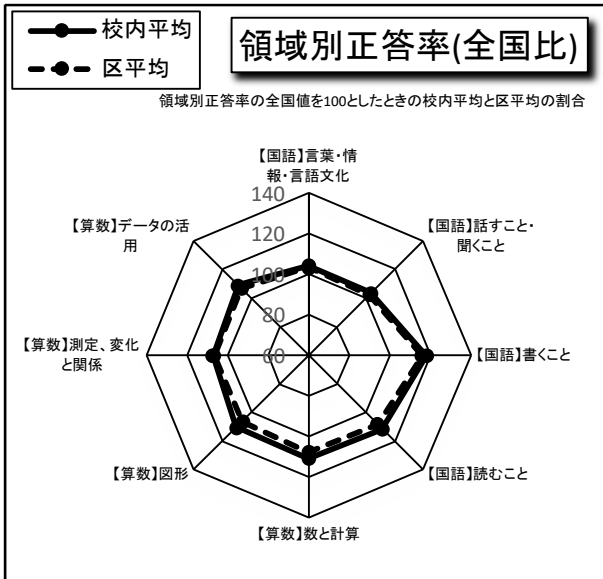 校内平均
区平均
領域別正答率(全国比)
領域別正答率の全国値を100としたときの校内平均と区平均の割合
【国語】言葉・情
報・言語文化
【国語】話すこと・
聞くこと
【国語】書くこと
【国語】読むこと
【算数】数と計算
【算数】図形
【算数】測定、変化
と関係
【算数】データの活
用
140
120
100
80
60